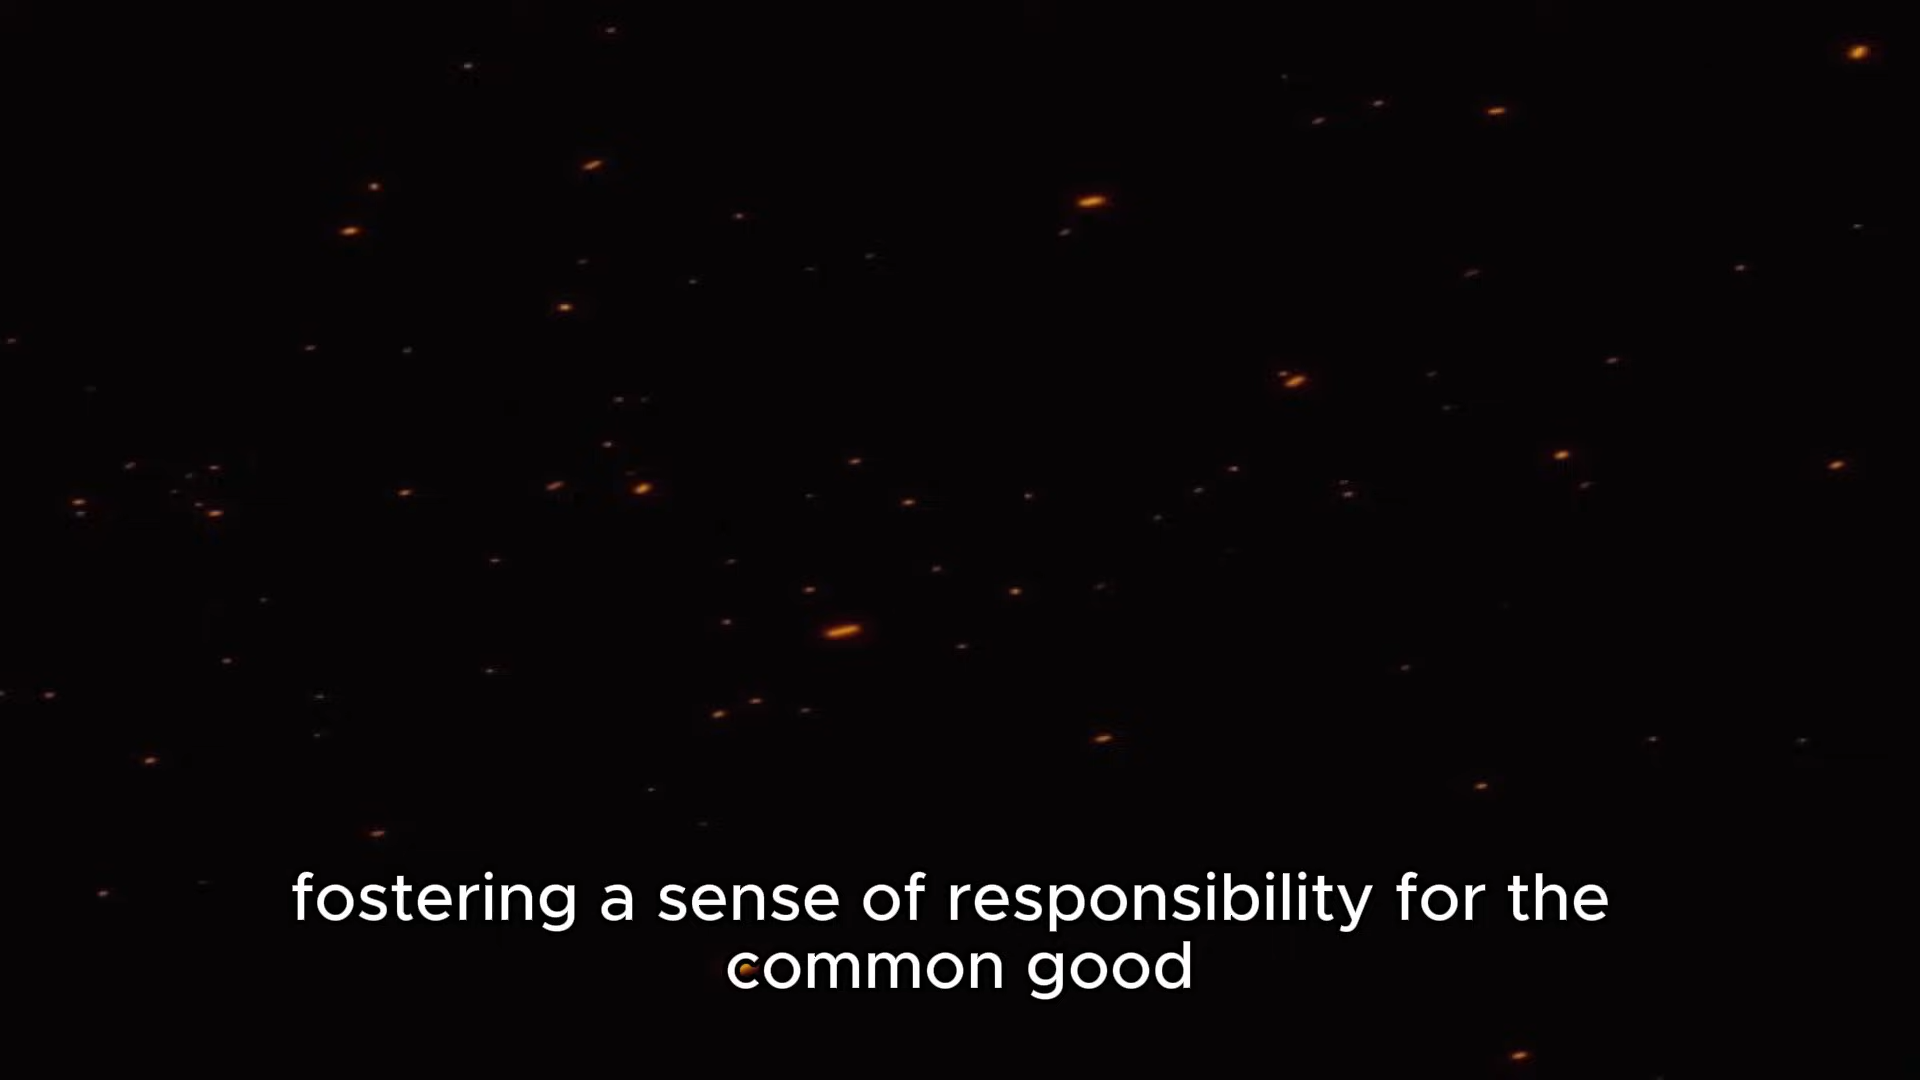 fostering a sense of responsibility for the
common good